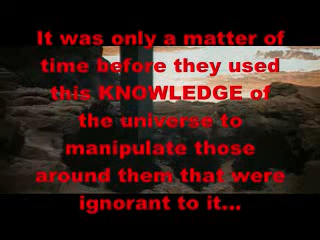 It was only a matter of
time before they used
this KNOWLEDGE of
the universe to
manipulate those
around them that were
ignorant to it...